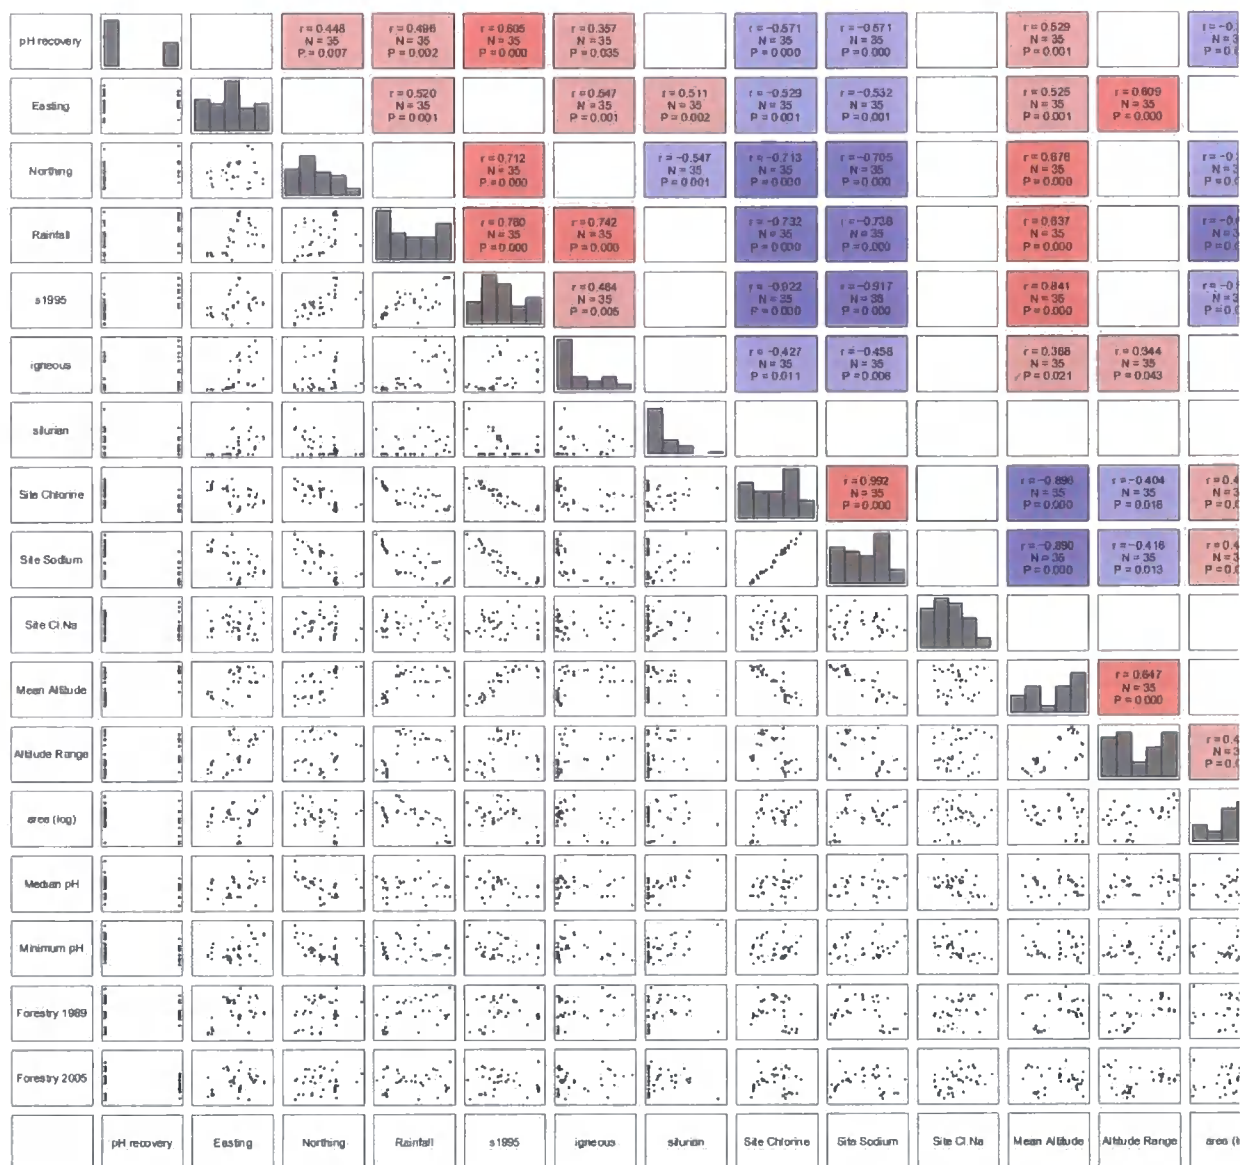 pH recovery
r = 0.448
N = 35
P = 0.007
r = 0.496
N = 35
P = 0.002
r = 0.605
N = 35
P = 0.000
r = 0.357
N = 35
P = 0.035
r = -0.571
N = 35
P = 0.000
r = -0.571
N = 35
P = 0.000
r = 0.529
N = 35
P = 0.001
Easting
r = 0.520
N = 35
P = 0.001
r = 0.547
N = 35
P = 0.001
r = 0.511
N = 35
P = 0.002
r = -0.529
N = 35
P = 0.001
r = -0.532
N = 35
P = 0.001
r = 0.525
N = 35
P = 0.001
r = 0.609
N = 35
P = 0.000
Northing
r = 0.712
N = 35
P = 0.000
r = -0.547
N = 35
P = 0.001
r = -0.713
N = 35
P = 0.000
r = -0.705
N = 35
P = 0.000
r = 0.676
N = 35
P = 0.000
Rainfall
r = 0.760
N = 35
P = 0.000
r = 0.742
N = 35
P = 0.000
r = -0.732
N = 35
P = 0.000
r = -0.738
N = 35
P = 0.000
r = 0.637
N = 35
P = 0.000
s1995
r = 0.464
N = 35
P = 0.005
r = -0.922
N = 35
P = 0.000
r = -0.917
N = 35
P = 0.000
r = 0.841
N = 35
P = 0.000
igneous
r = -0.427
N = 35
P = 0.011
r = -0.456
N = 35
P = 0.006
r = 0.388
N = 35
P = 0.021
r = 0.344
N = 35
P = 0.043
silurian
Site Chlorine
r = 0.992
N = 35
P = 0.000
r = -0.896
N = 35
P = 0.000
r = -0.404
N = 35
P = 0.016
Site Sodium
r = -0.890
N = 35
P = 0.000
r = -0.416
N = 35
P = 0.013
Site Cl.Na
Mean Altitude
r = 0.647
N = 35
P = 0.000
Altitude Range
area (log)
Median pH
Minimum pH
Forestry 1989
Forestry 2005
pH recovery
Easting
Northing
Rainfall
s1995
igneous
silurian
Site Chlorine
Site Sodium
Site Cl.Na
Mean Altitude
Altitude Range
area